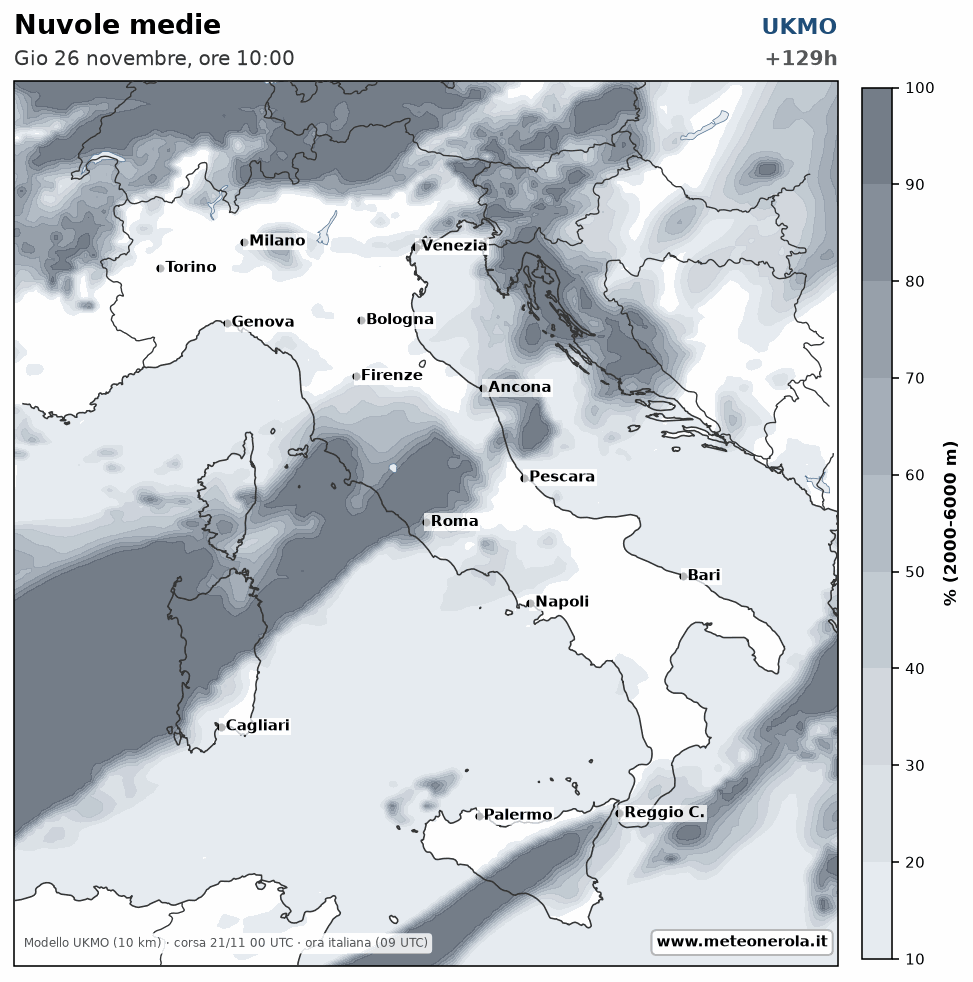 Nuvole medie
UKMO
Gio 26 novembre, ore 10:00
+129h
Milano
Venezia
Torino
Genova
Bologna
Firenze
Ancona
Pescara
Roma
Bari
Napoli
Cagliari
Palermo
Reggio C.
Modello UKMO (10 km) · corsa 21/11 00 UTC · ora italiana (09 UTC)
www.meteonerola.it
100
90
80
70
60
50
40
30
20
10
% (2000-6000 m)